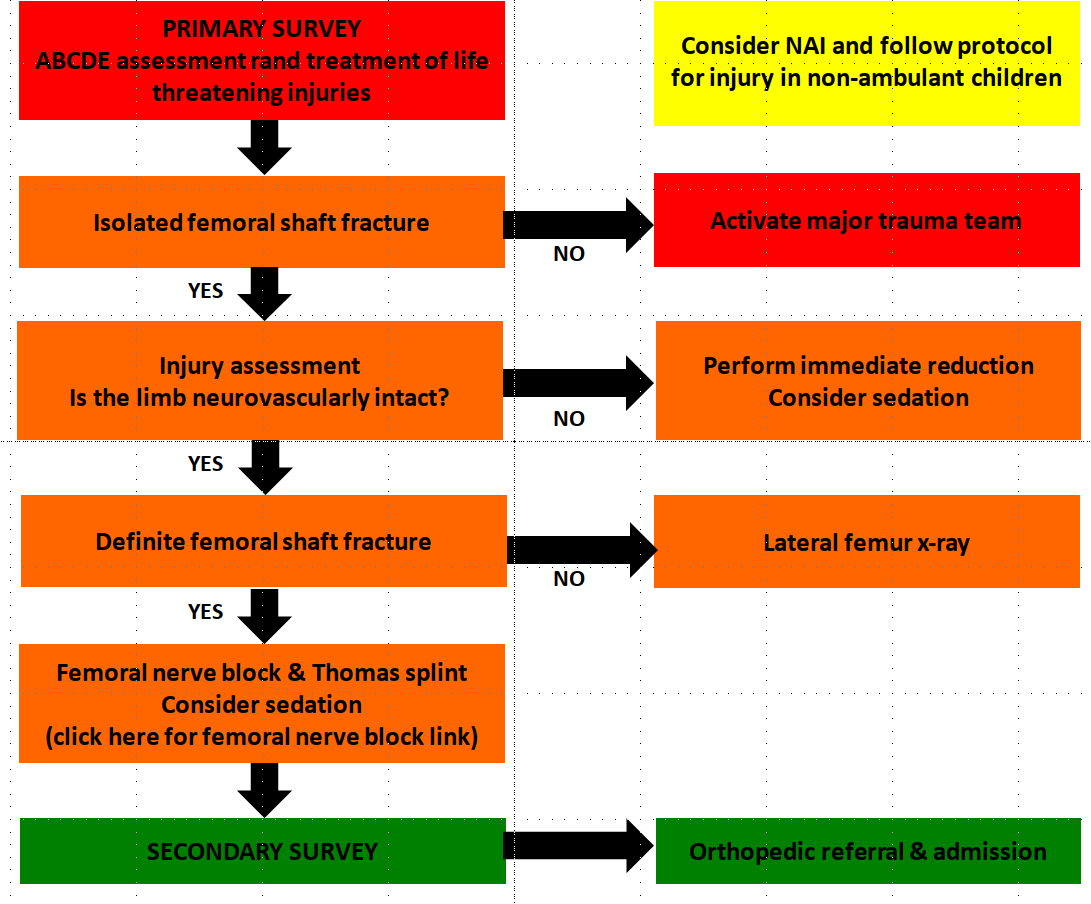 PRIMARY SURVEY
ABCDE assessment rand treatment of life
threatening injuries
Consider NAI and follow protocol
for injury in non-ambulant children
Isolated femoral shaft fracture
NO
Activate major trauma team
YES
Injury assessment
Is the limb neurovascularly intact?
NO
Perform immediate reduction
Consider sedation
YES
Definite femoral shaft fracture
NO
Lateral femur x-ray
YES
Femoral nerve block & Thomas splint
Consider sedation
(click here for femoral nerve block link)
SECONDARY SURVEY
Orthopedic referral & admission